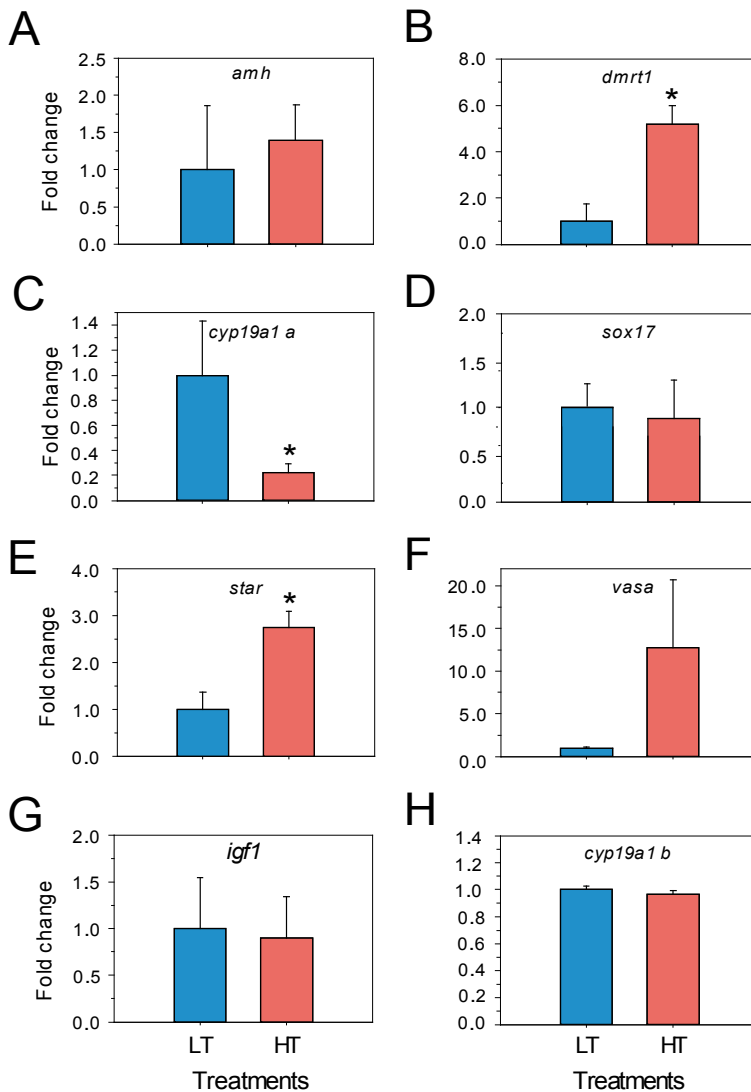 A
amh
Fold change
2.5
2.0
1.5
1.0
0.5
0.0
B
dmrt1
*
8.0
6.0
4.0
2.0
0.0
C
cyp19a1 a
*
Fold change
1.4
1.2
1.0
0.8
0.6
0.4
0.2
0.0
D
sox17
2.0
1.5
1.0
0.5
0.0
E
star
*
Fold change
4.0
3.0
2.0
1.0
0.0
F
vasa
20.0
15.0
10.0
5.0
0.0
G
igf1
Fold change
2.0
1.5
1.0
0.5
0.0
LT HT
Treatments
H
cyp19a1 b
1.4
1.2
1.0
0.8
0.6
0.4
0.2
0.0
LT HT
Treatments